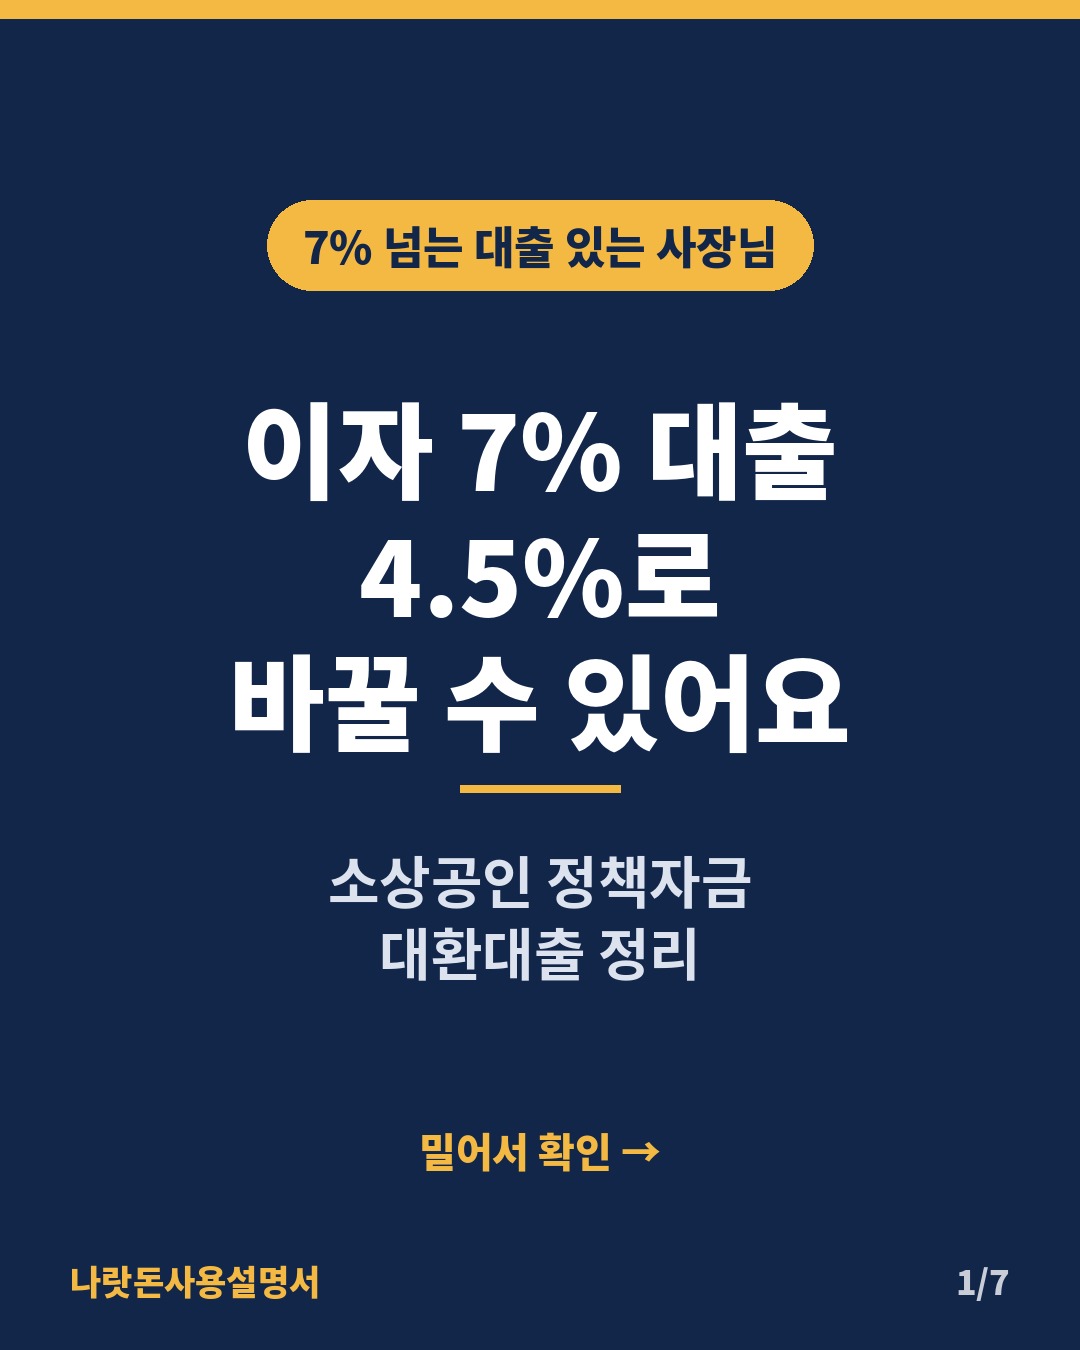 7% 넘는 대출 있는 사장님
이자 7% 대출
4.5%로
바꿀 수 있어요
소상공인 정책자금
대환대출 정리
밀어서 확인 →
나랏돈사용설명서
1/7